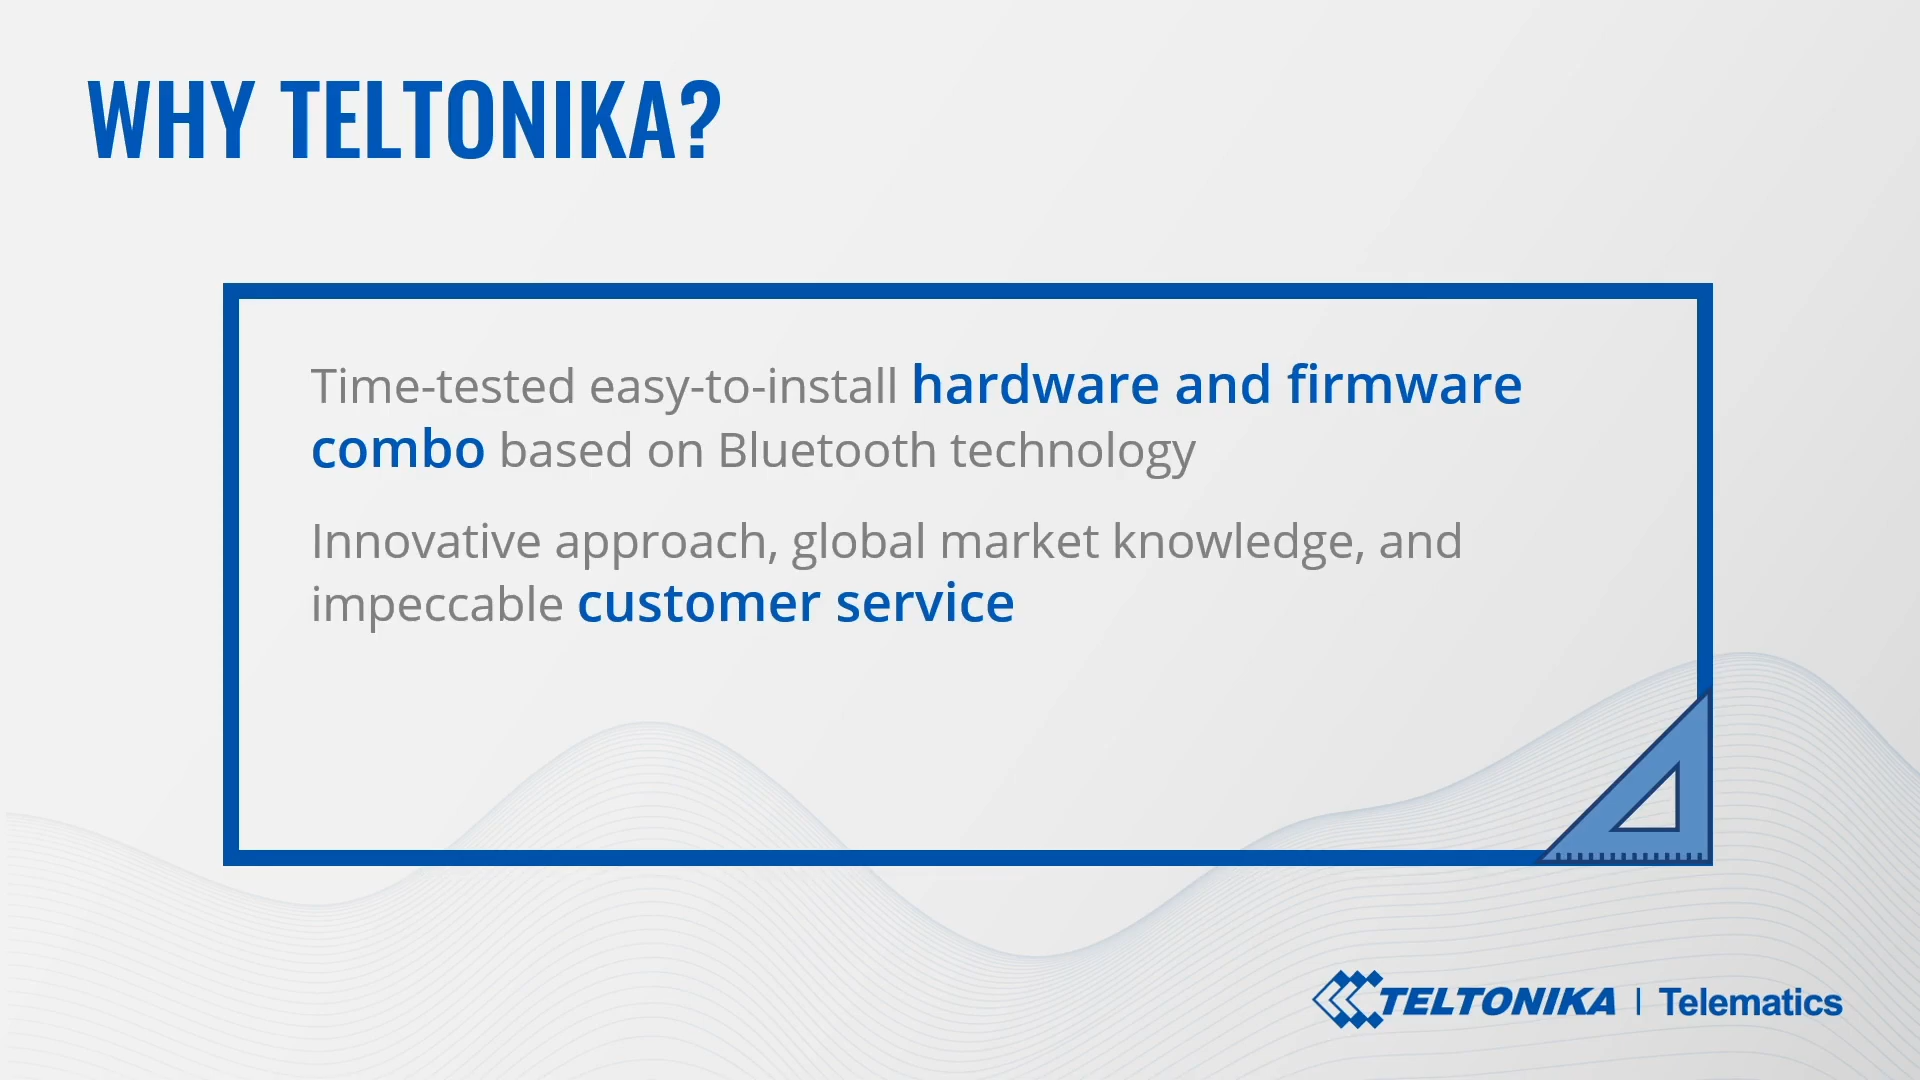 WHY TELTONIKA?
Time-tested easy-to-install hardware and firmware
combo based on Bluetooth technology
Innovative approach, global market knowledge, and
impeccable customer service
TELTONIKA | Telematics